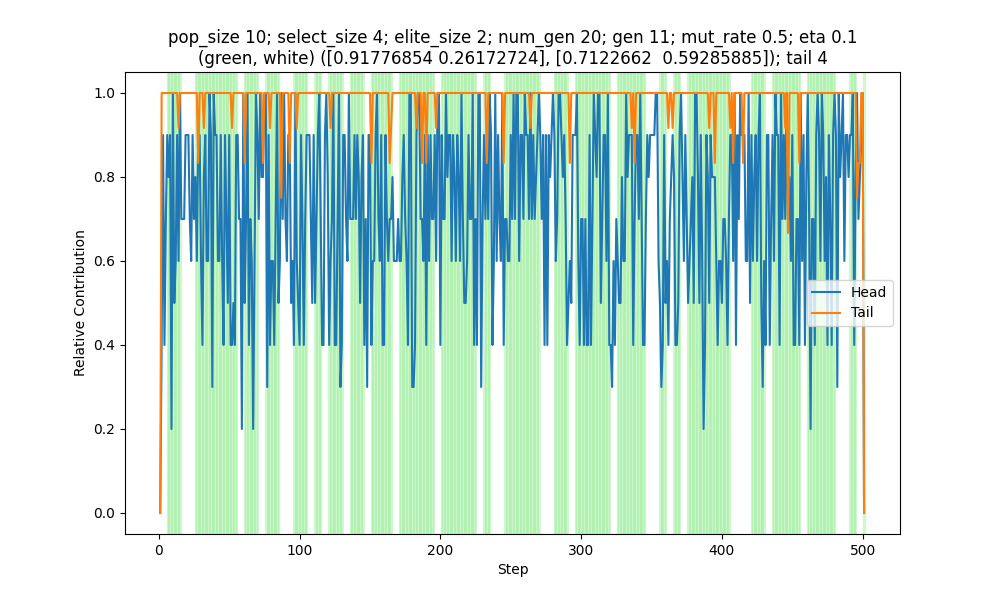 pop_size 10; select_size 4; elite_size 2; num_gen 20; gen 11; mut_rate 0.5; eta 0.1
(green, white) ([0.91776854 0.26172724], [0.7122662  0.59285885]); tail 4
1.0
0.8
0.6
0.4
0.2
0.0
Relative Contribution
Head
Tail
0
100
200
300
400
500
Step